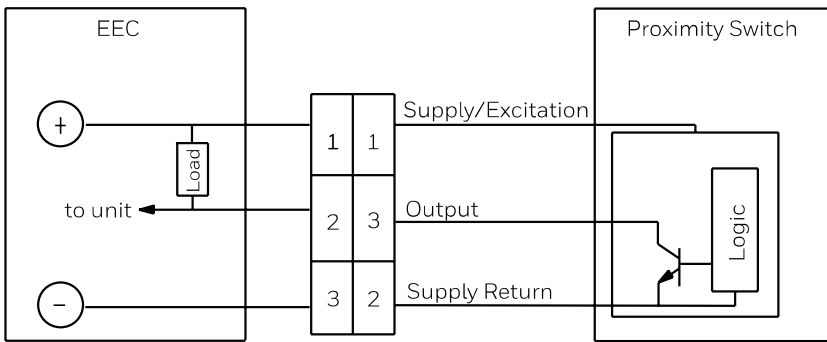 EEC
Proximity Switch
+
Supply/Excitation
1 1
Load
to unit
2 3
Output
Logic
−
3 2
Supply Return